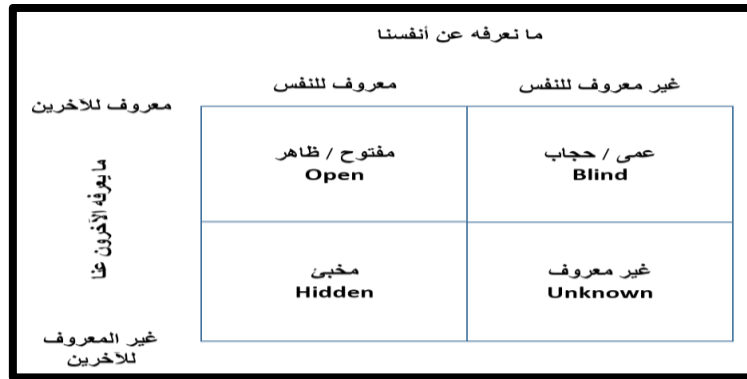 ما نعرفه عن أنفسنا
معروف للنفس
غير معروف للنفس
معروف للآخرين
مفتوح / ظاهر
Open
عمى / حجاب
Blind
ما يعرفه الآخرون عنا
مخبئ
Hidden
غير معروف
Unknown
غير المعروف
للآخرين